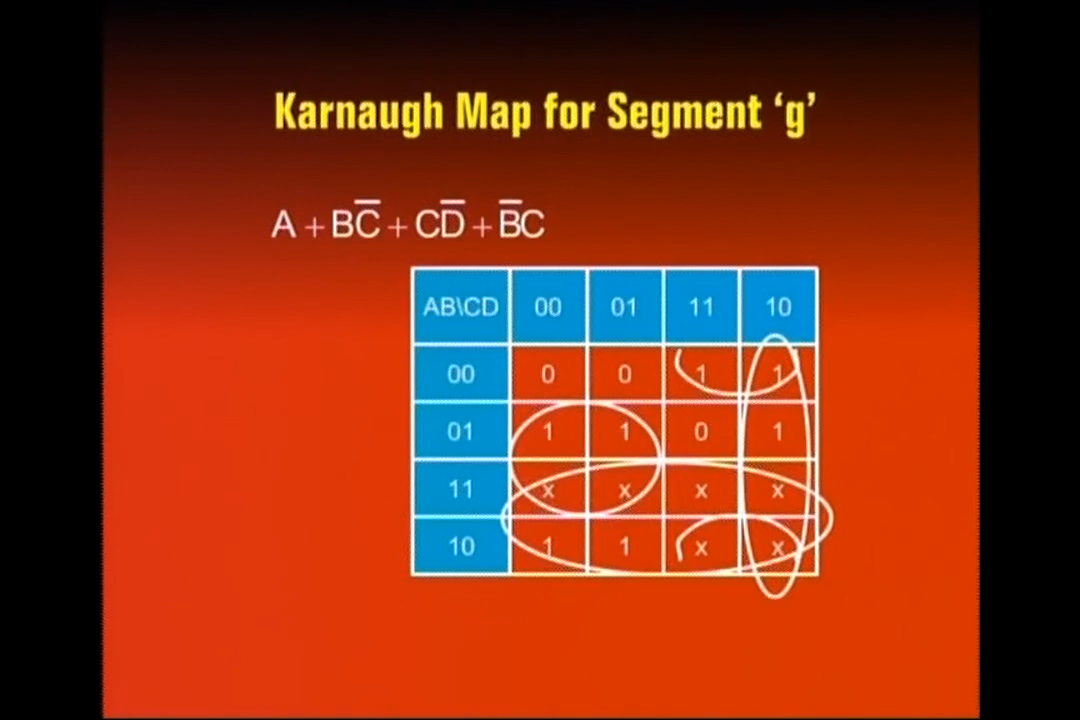 Karnaugh Map for Segment ‘g’
A + BC̅ + CD̅ + B̅C
AB\CD 00 01 11 10
00 0 0 1 1
01 1 1 0 1
11 x x x x
10 1 1 x x